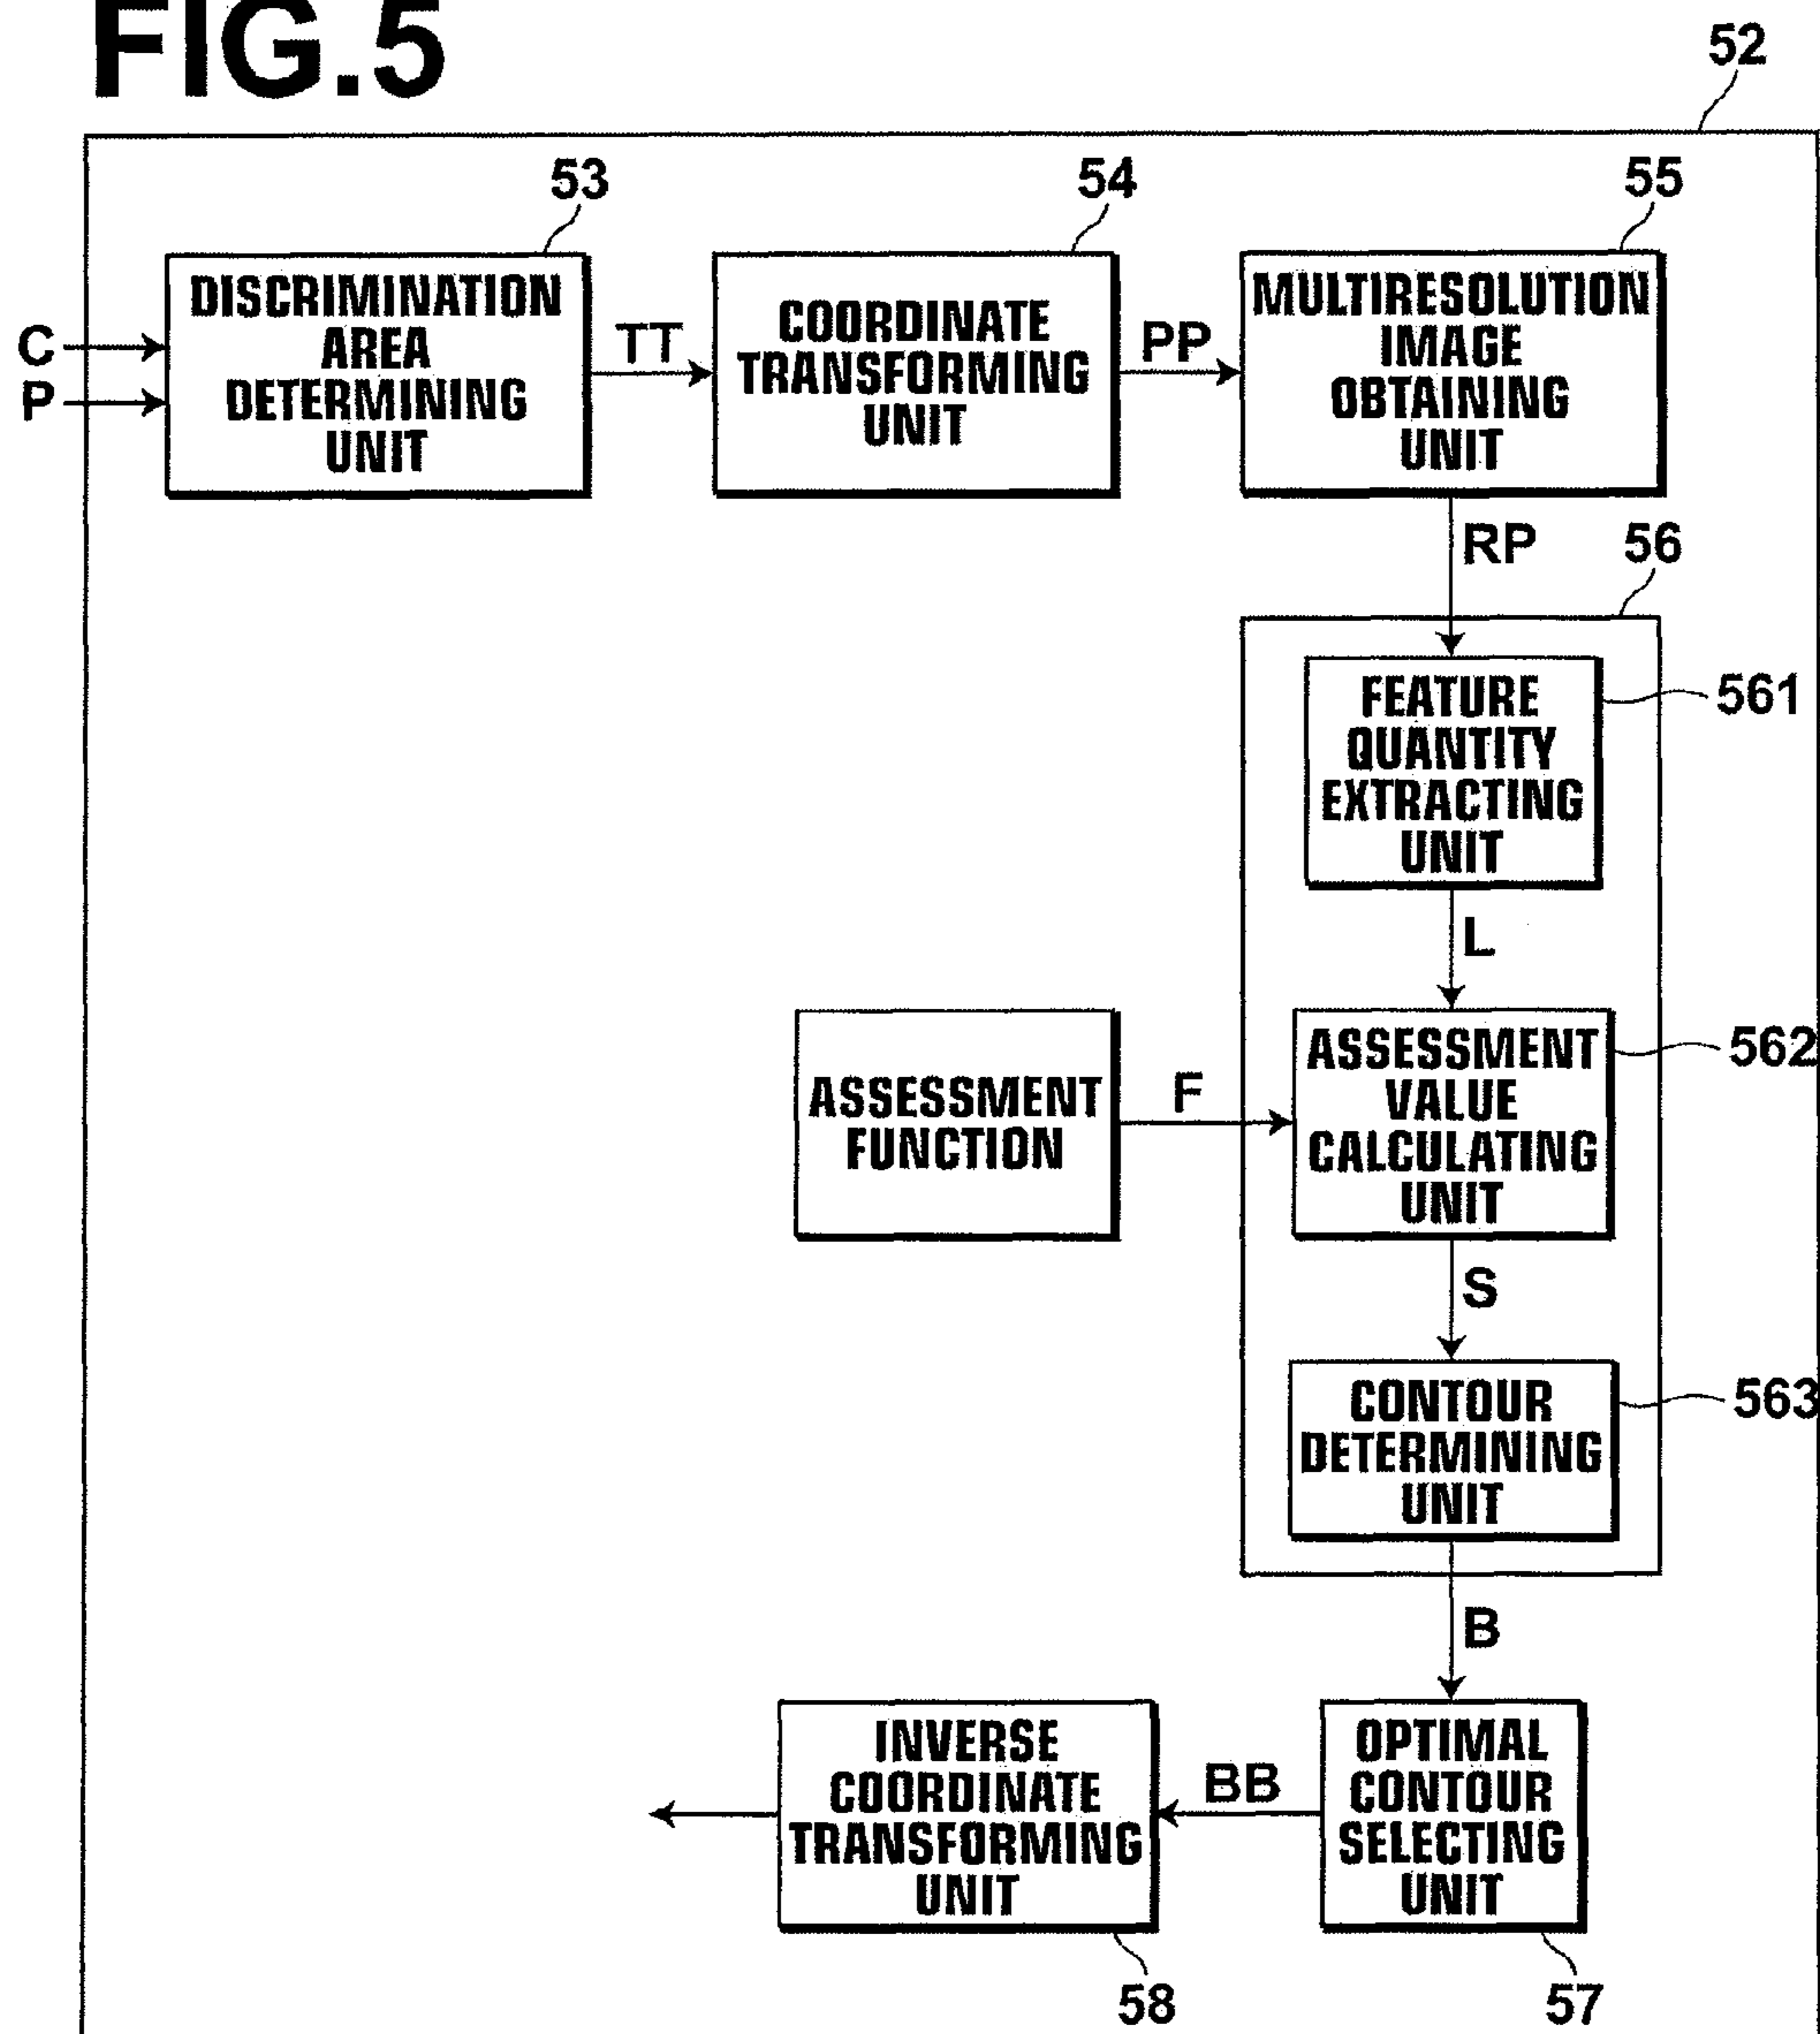 FIG.5
52
53
54
55
C
P
DISCRIMINATION
AREA
DETERMINING
UNIT
TT
COORDINATE
TRANSFORMING
UNIT
PP
MULTIRESOLUTION
IMAGE
OBTAINING
UNIT
RP
56
FEATURE
QUANTITY
EXTRACTING
UNIT
561
L
ASSESSMENT
FUNCTION
F
ASSESSMENT
VALUE
CALCULATING
UNIT
562
S
CONTOUR
DETERMINING
UNIT
563
B
INVERSE
COORDINATE
TRANSFORMING
UNIT
BB
OPTIMAL
CONTOUR
SELECTING
UNIT
58
57